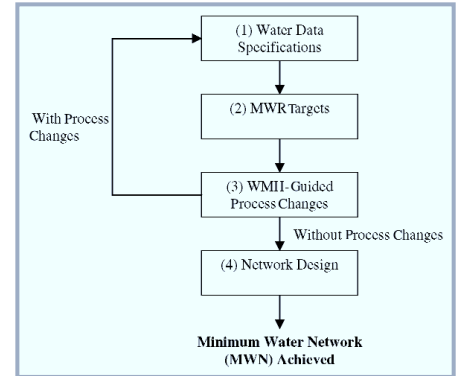 (1) Water Data
Specifications
(2) MWR Targets
With Process
Changes
(3) WMH-Guided
Process Changes
Without Process Changes
(4) Network Design
Minimum Water Network
(MWN) Achieved